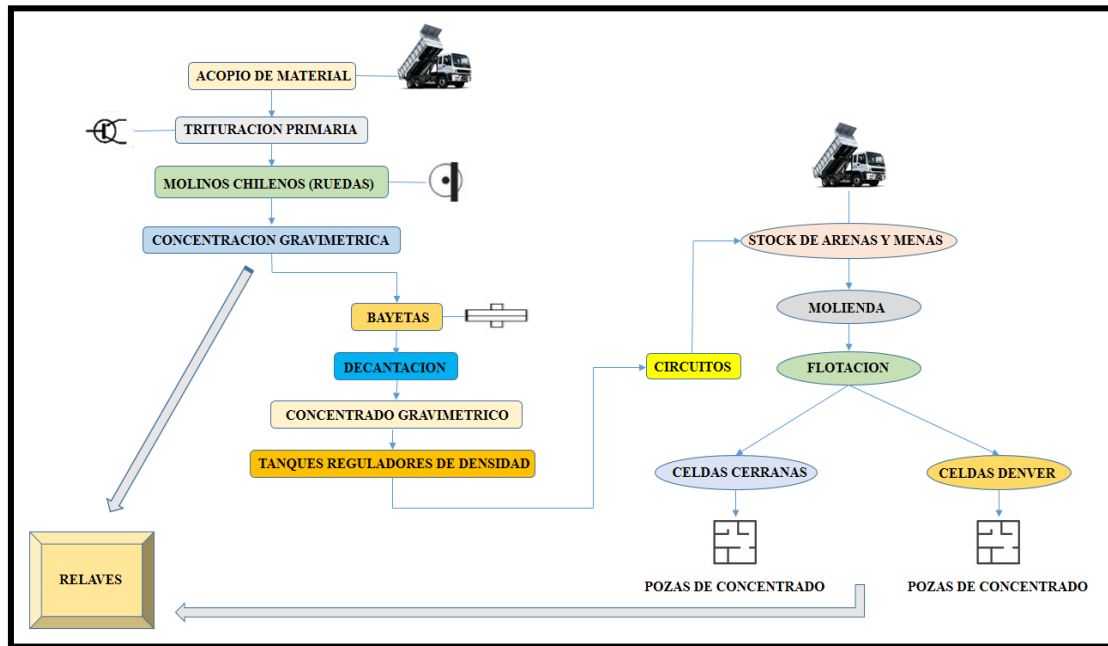 ACOPIO DE MATERIAL
TRITURACION PRIMARIA
MOLINOS CHILENOS (RUEDAS)
CONCENTRACION GRAVIMETRICA
BAYETAS
DECANTACION
CONCENTRADO GRAVIMETRICO
TANQUES REGULADORES DE DENSIDAD
CIRCUITOS
STOCK DE ARENAS Y MENAS
MOLIENDA
FLOTACION
CELDAS CERRANAS
CELDAS DENVER
POZAS DE CONCENTRADO
POZAS DE CONCENTRADO
RELAVES